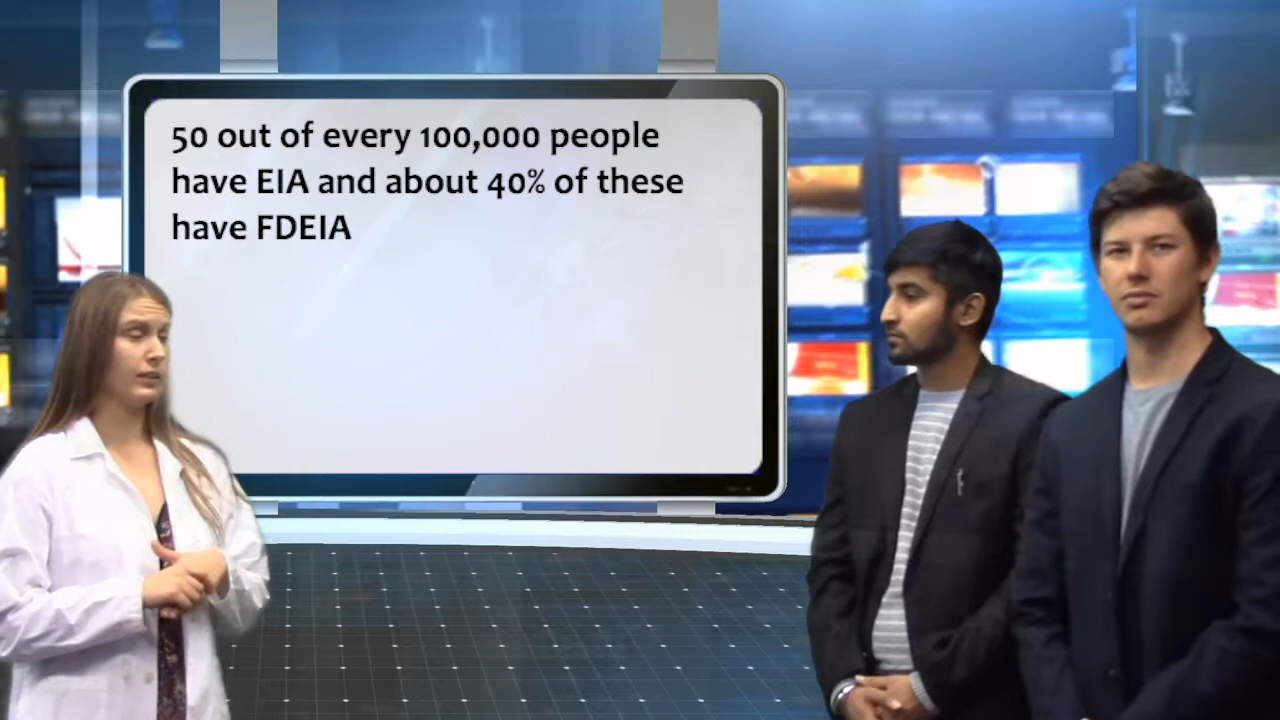 50 out of every 100,000 people
have EIA and about 40% of these
have FDEIA